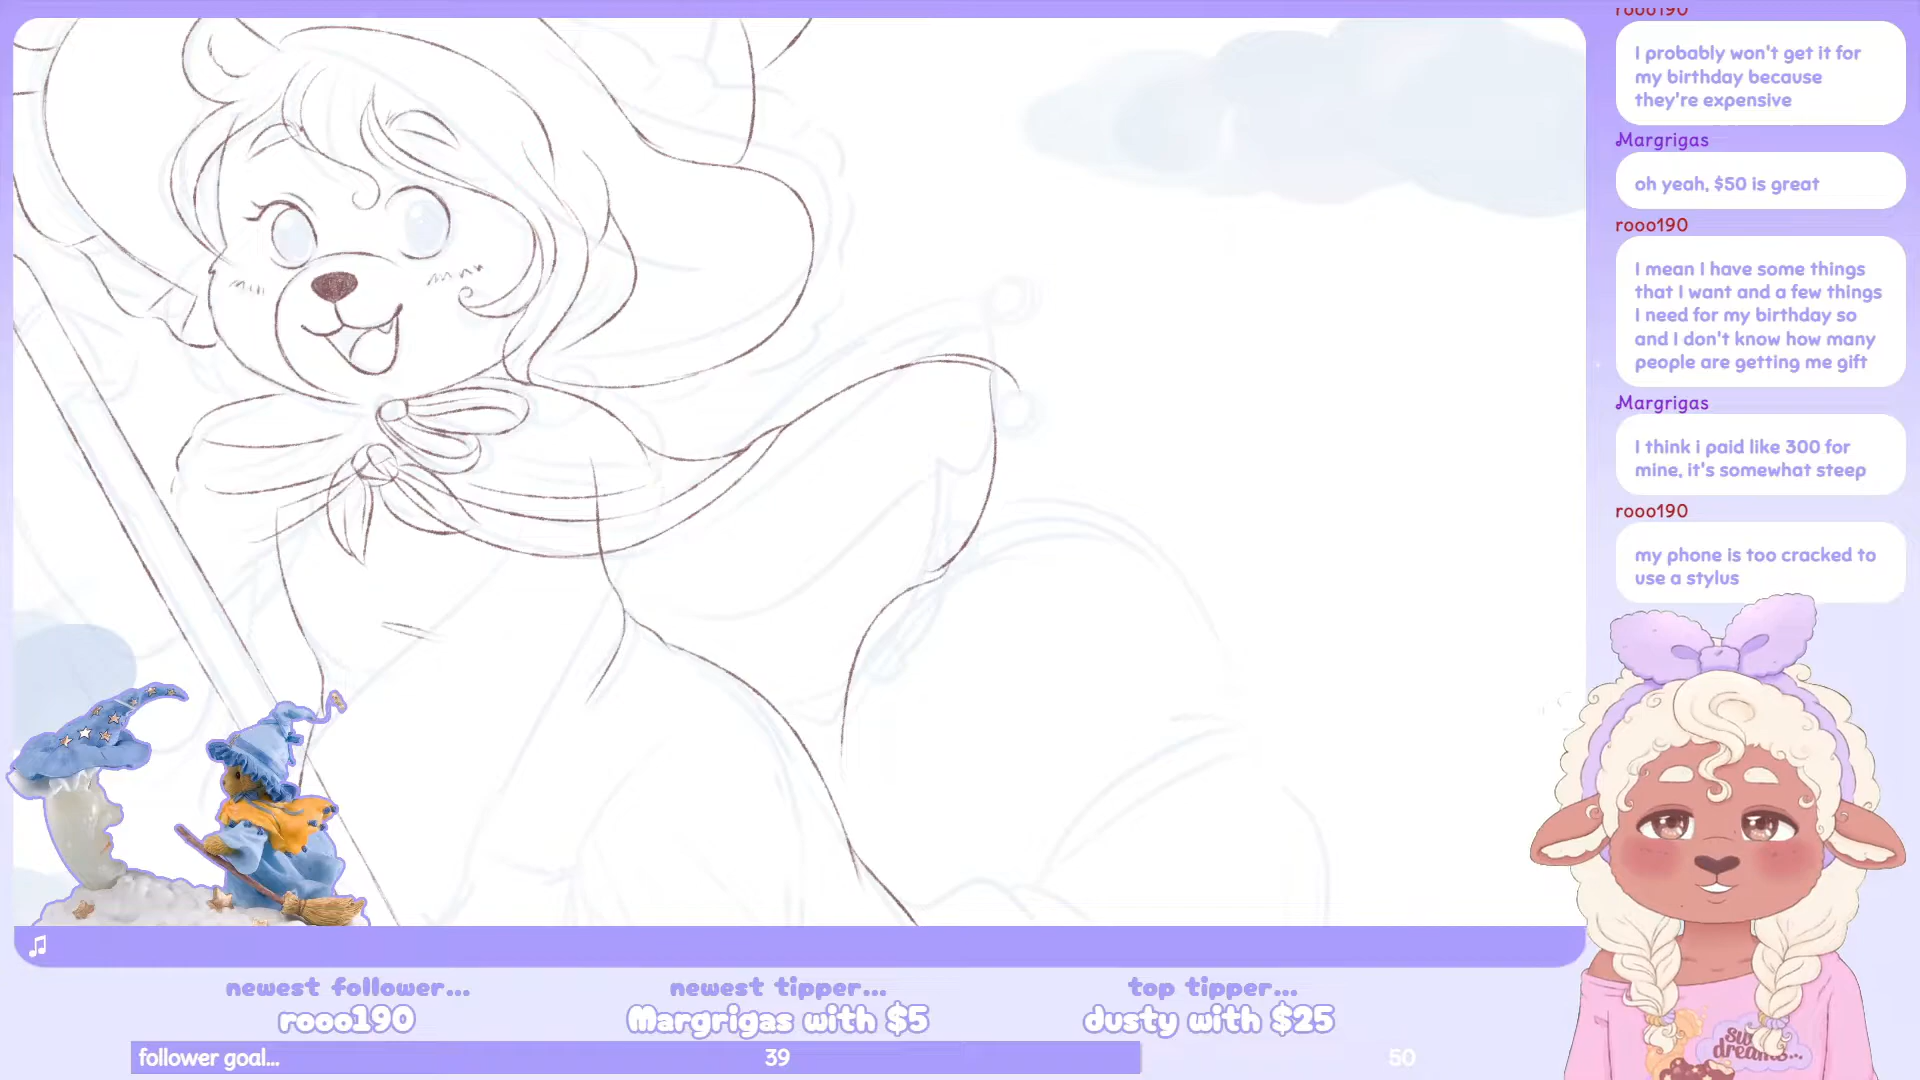 rooo190
I probably won't get it for
my birthday because
they're expensive
Margrigas
oh yeah, $50 is great
rooo190
I mean I have some things
that I want and a few things
I need for my birthday so
and I don't know how many
people are getting me gift
Margrigas
I think i paid like 300 for
mine, it's somewhat steep
rooo190
my phone is too cracked to
use a stylus
dreams...
newest follower...
rooo190
newest tipper...
Margrigas with $5
top tipper...
dusty with $25
follower goal...
39
50